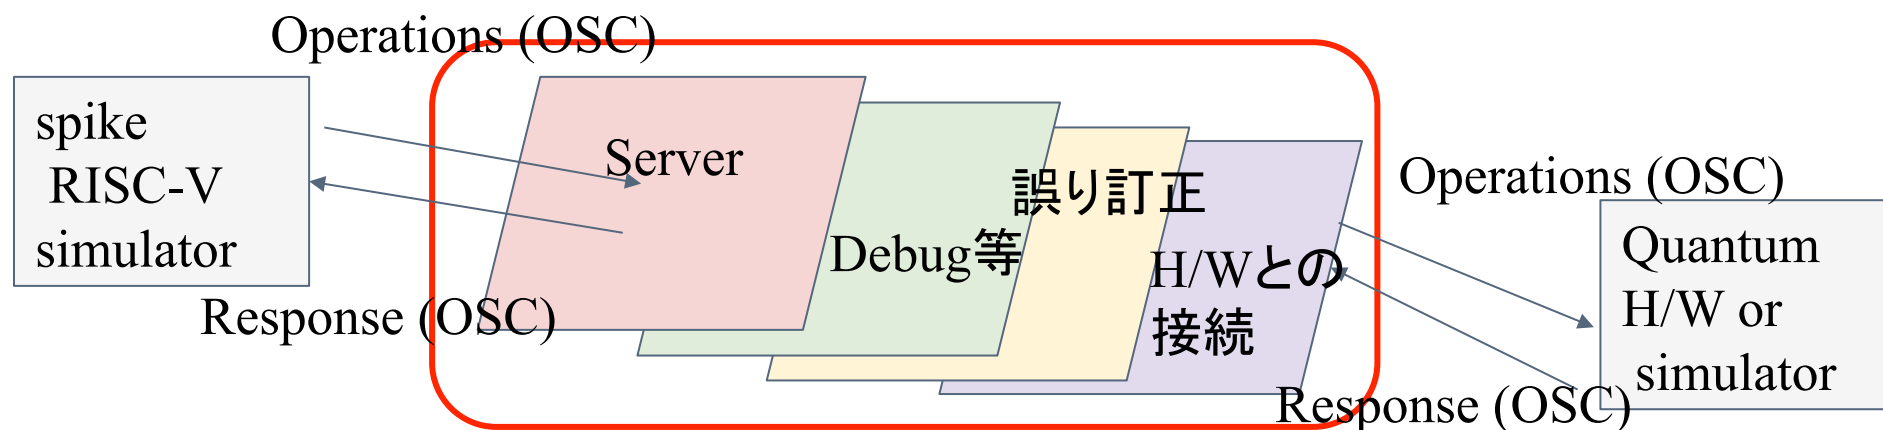 Operations (OSC)
spike
RISC-V
simulator
Response (OSC)
Server
Debug等
誤り訂正
H/Wとの
接続
Operations (OSC)
Quantum
H/W or
simulator
Response (OSC)